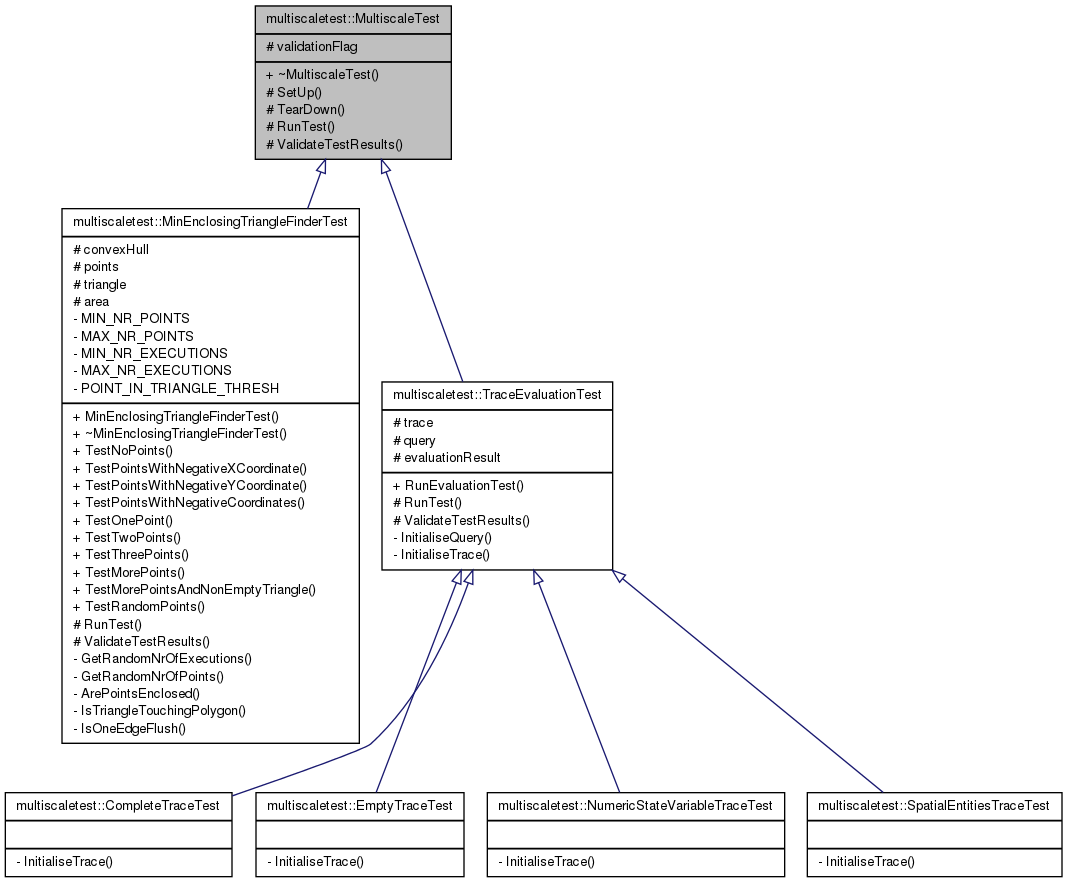 multiscaletest::MultiscaleTest
# validationFlag
+ ~MultiscaleTest()
# SetUp()
# TearDown()
# RunTest()
# ValidateTestResults()
multiscaletest::MinEnclosingTriangleFinderTest
# convexHull
# points
# triangle
# area
- MIN_NR_POINTS
- MAX_NR_POINTS
- MIN_NR_EXECUTIONS
- MAX_NR_EXECUTIONS
- POINT_IN_TRIANGLE_THRESH
+ MinEnclosingTriangleFinderTest()
+ ~MinEnclosingTriangleFinderTest()
+ TestNoPoints()
+ TestPointsWithNegativeXCoordinate()
+ TestPointsWithNegativeYCoordinate()
+ TestPointsWithNegativeCoordinates()
+ TestOnePoint()
+ TestTwoPoints()
+ TestThreePoints()
+ TestMorePoints()
+ TestMorePointsAndNonEmptyTriangle()
+ TestRandomPoints()
# RunTest()
# ValidateTestResults()
- GetRandomNrOfExecutions()
- GetRandomNrOfPoints()
- ArePointsEnclosed()
- IsTriangleTouchingPolygon()
- IsOneEdgeFlush()
multiscaletest::TraceEvaluationTest
# trace
# query
# evaluationResult
+ RunEvaluationTest()
# RunTest()
# ValidateTestResults()
- InitialiseQuery()
- InitialiseTrace()
multiscaletest::CompleteTraceTest
- InitialiseTrace()
multiscaletest::EmptyTraceTest
- InitialiseTrace()
multiscaletest::NumericStateVariableTraceTest
- InitialiseTrace()
multiscaletest::SpatialEntitiesTraceTest
- InitialiseTrace()